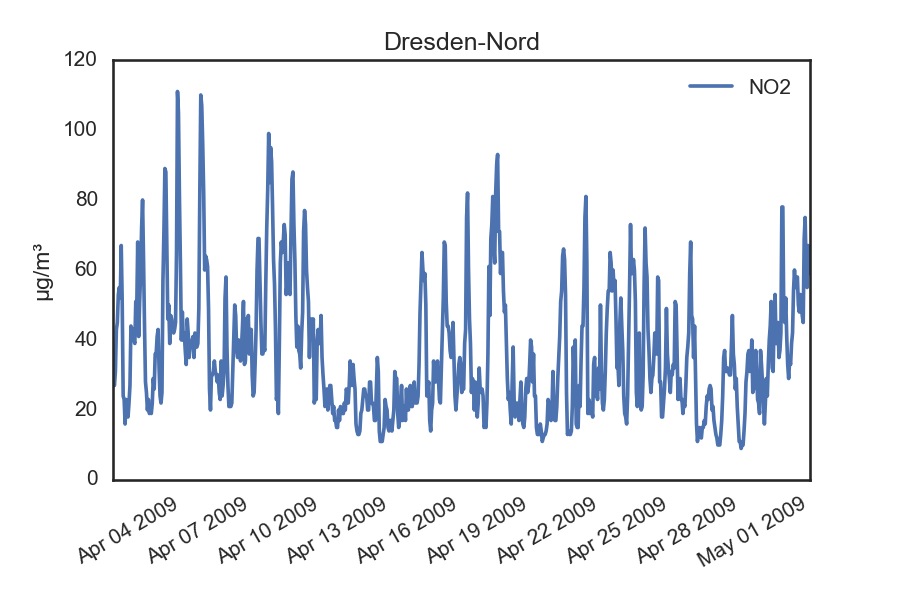 Dresden-Nord
120
100
80
60
40
20
0
µg/m³
NO2
Apr 04 2009
Apr 07 2009
Apr 10 2009
Apr 13 2009
Apr 16 2009
Apr 19 2009
Apr 22 2009
Apr 25 2009
Apr 28 2009
May 01 2009